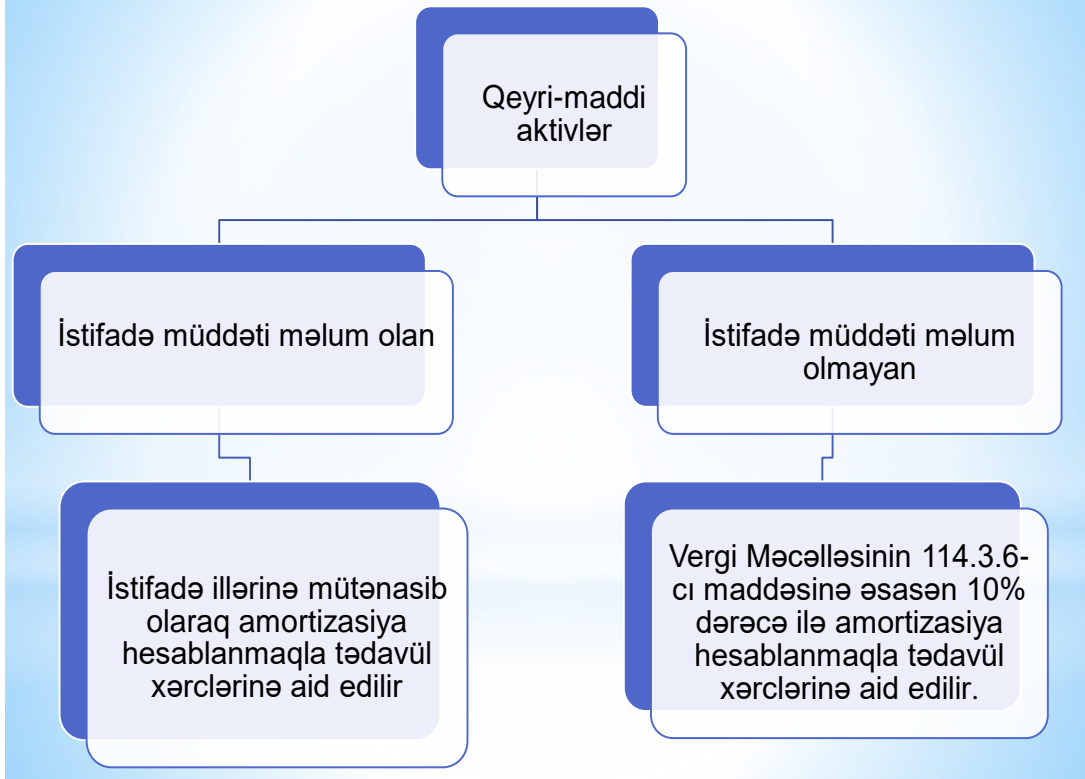 Qeyri-maddi
aktivlər
İstifadə müddəti məlum olan
İstifadə müddəti məlum
olmayan
İstifadə illərinə mütənasib
olaraq amortizasiya
hesablanmaqla tədavül
xərclərinə aid edilir
Vergi Məcəlləsinin 114.3.6-
cı maddəsinə əsasən 10%
dərəcə ilə amortizasiya
hesablanmaqla tədavül
xərclərinə aid edilir.